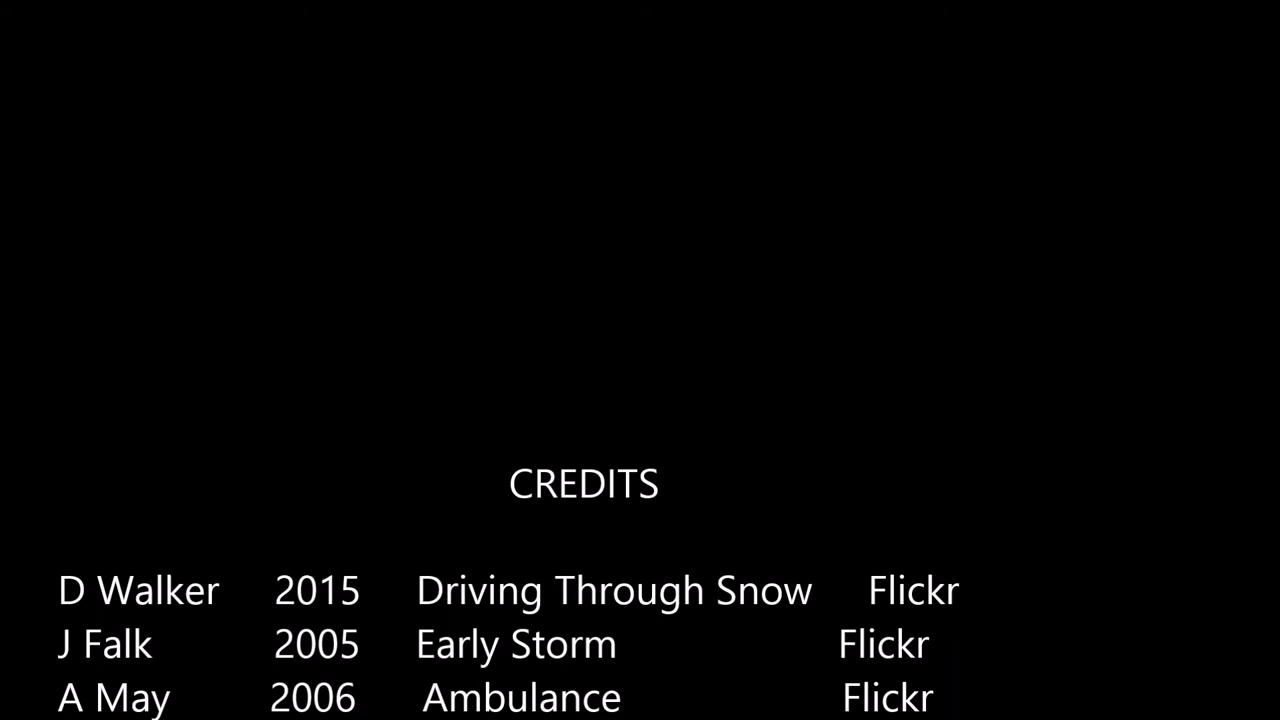 CREDITS
D Walker 2015 Driving Through Snow Flickr
J Falk 2005 Early Storm Flickr
A May 2006 Ambulance Flickr